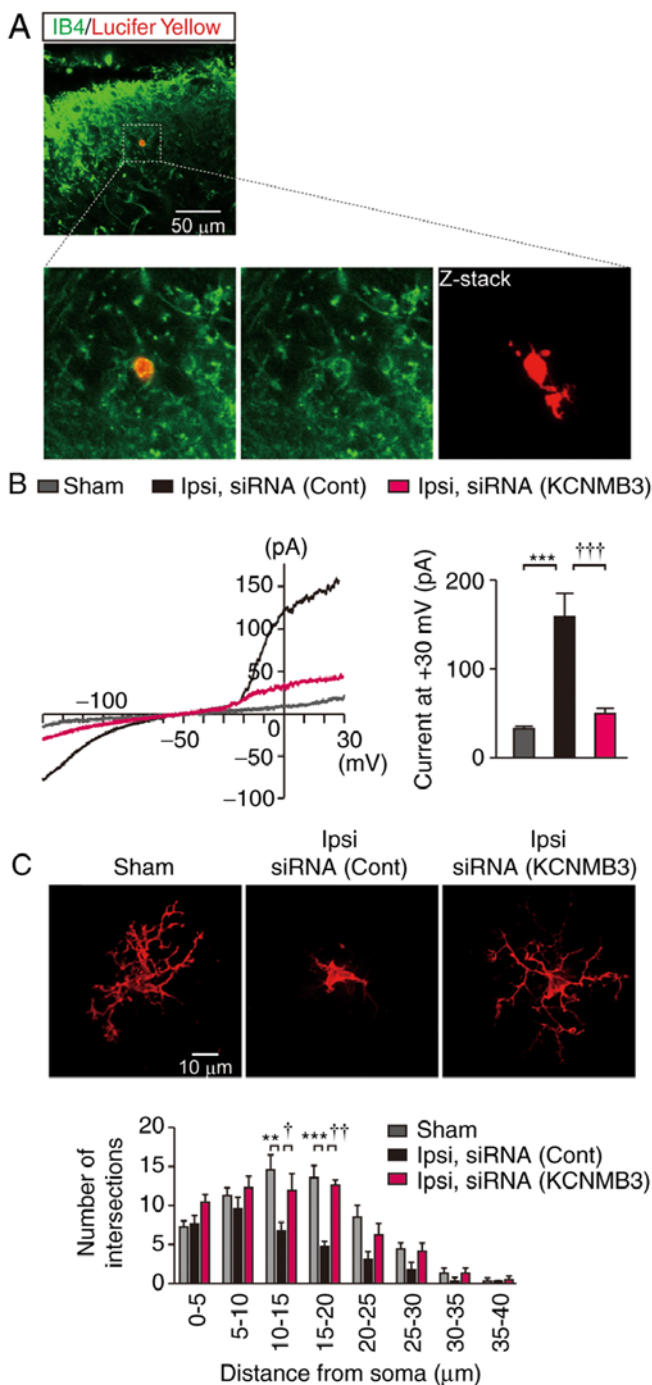 A
IB4/Lucifer Yellow
50 μm
Z-stack
B
Sham Ipsi, siRNA (Cont) Ipsi, siRNA (KCNMB3)
(pA)
150
100
50
−100
−50
0
30
(mV)
−50
−100
Current at +30 mV (pA)
200
100
0
***
†††
C
Sham
Ipsi
siRNA (Cont)
Ipsi
siRNA (KCNMB3)
10 μm
Number of
intersections
20
15
10
5
0
** †
*** ††
Sham
Ipsi, siRNA (Cont)
Ipsi, siRNA (KCNMB3)
0-5
5-10
10-15
15-20
20-25
25-30
30-35
35-40
Distance from soma (μm)